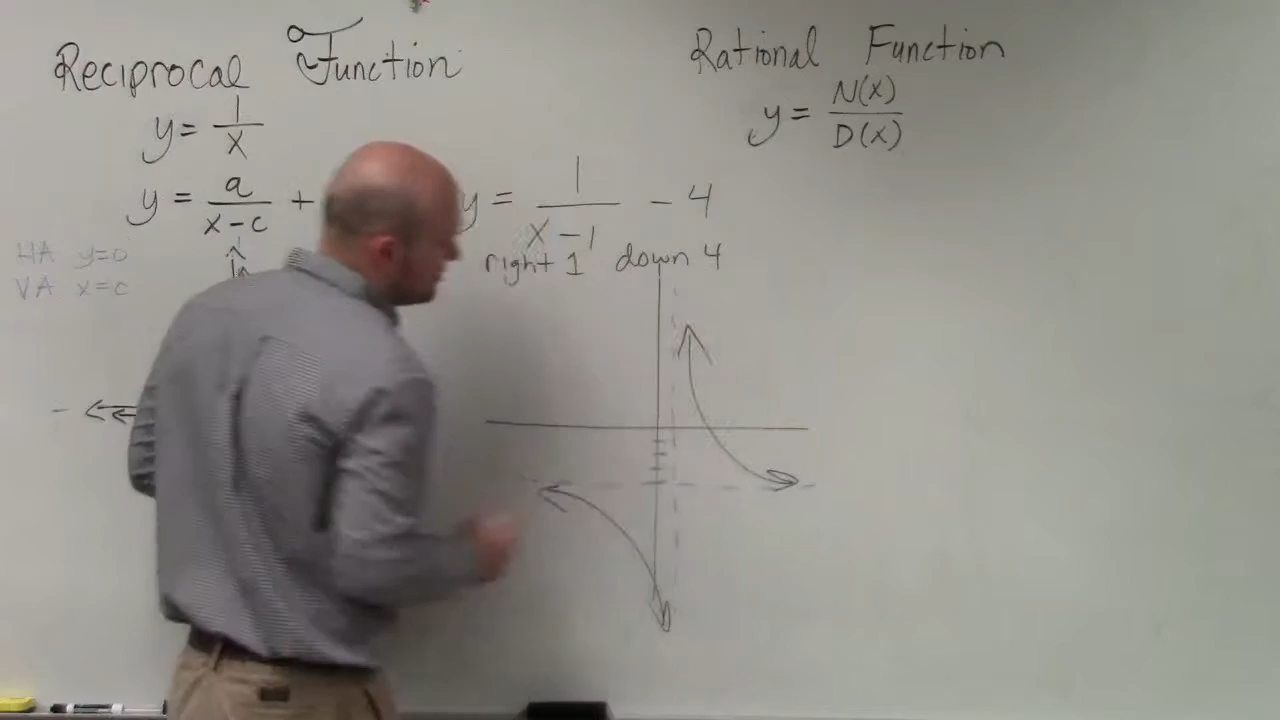 Reciprocal Function
y = 1/x
y = a/(x-c) +
HA y=0
VA x=c
y = 1/(x-1) - 4
right 1 down 4
Rational Function
y = N(x)/D(x)